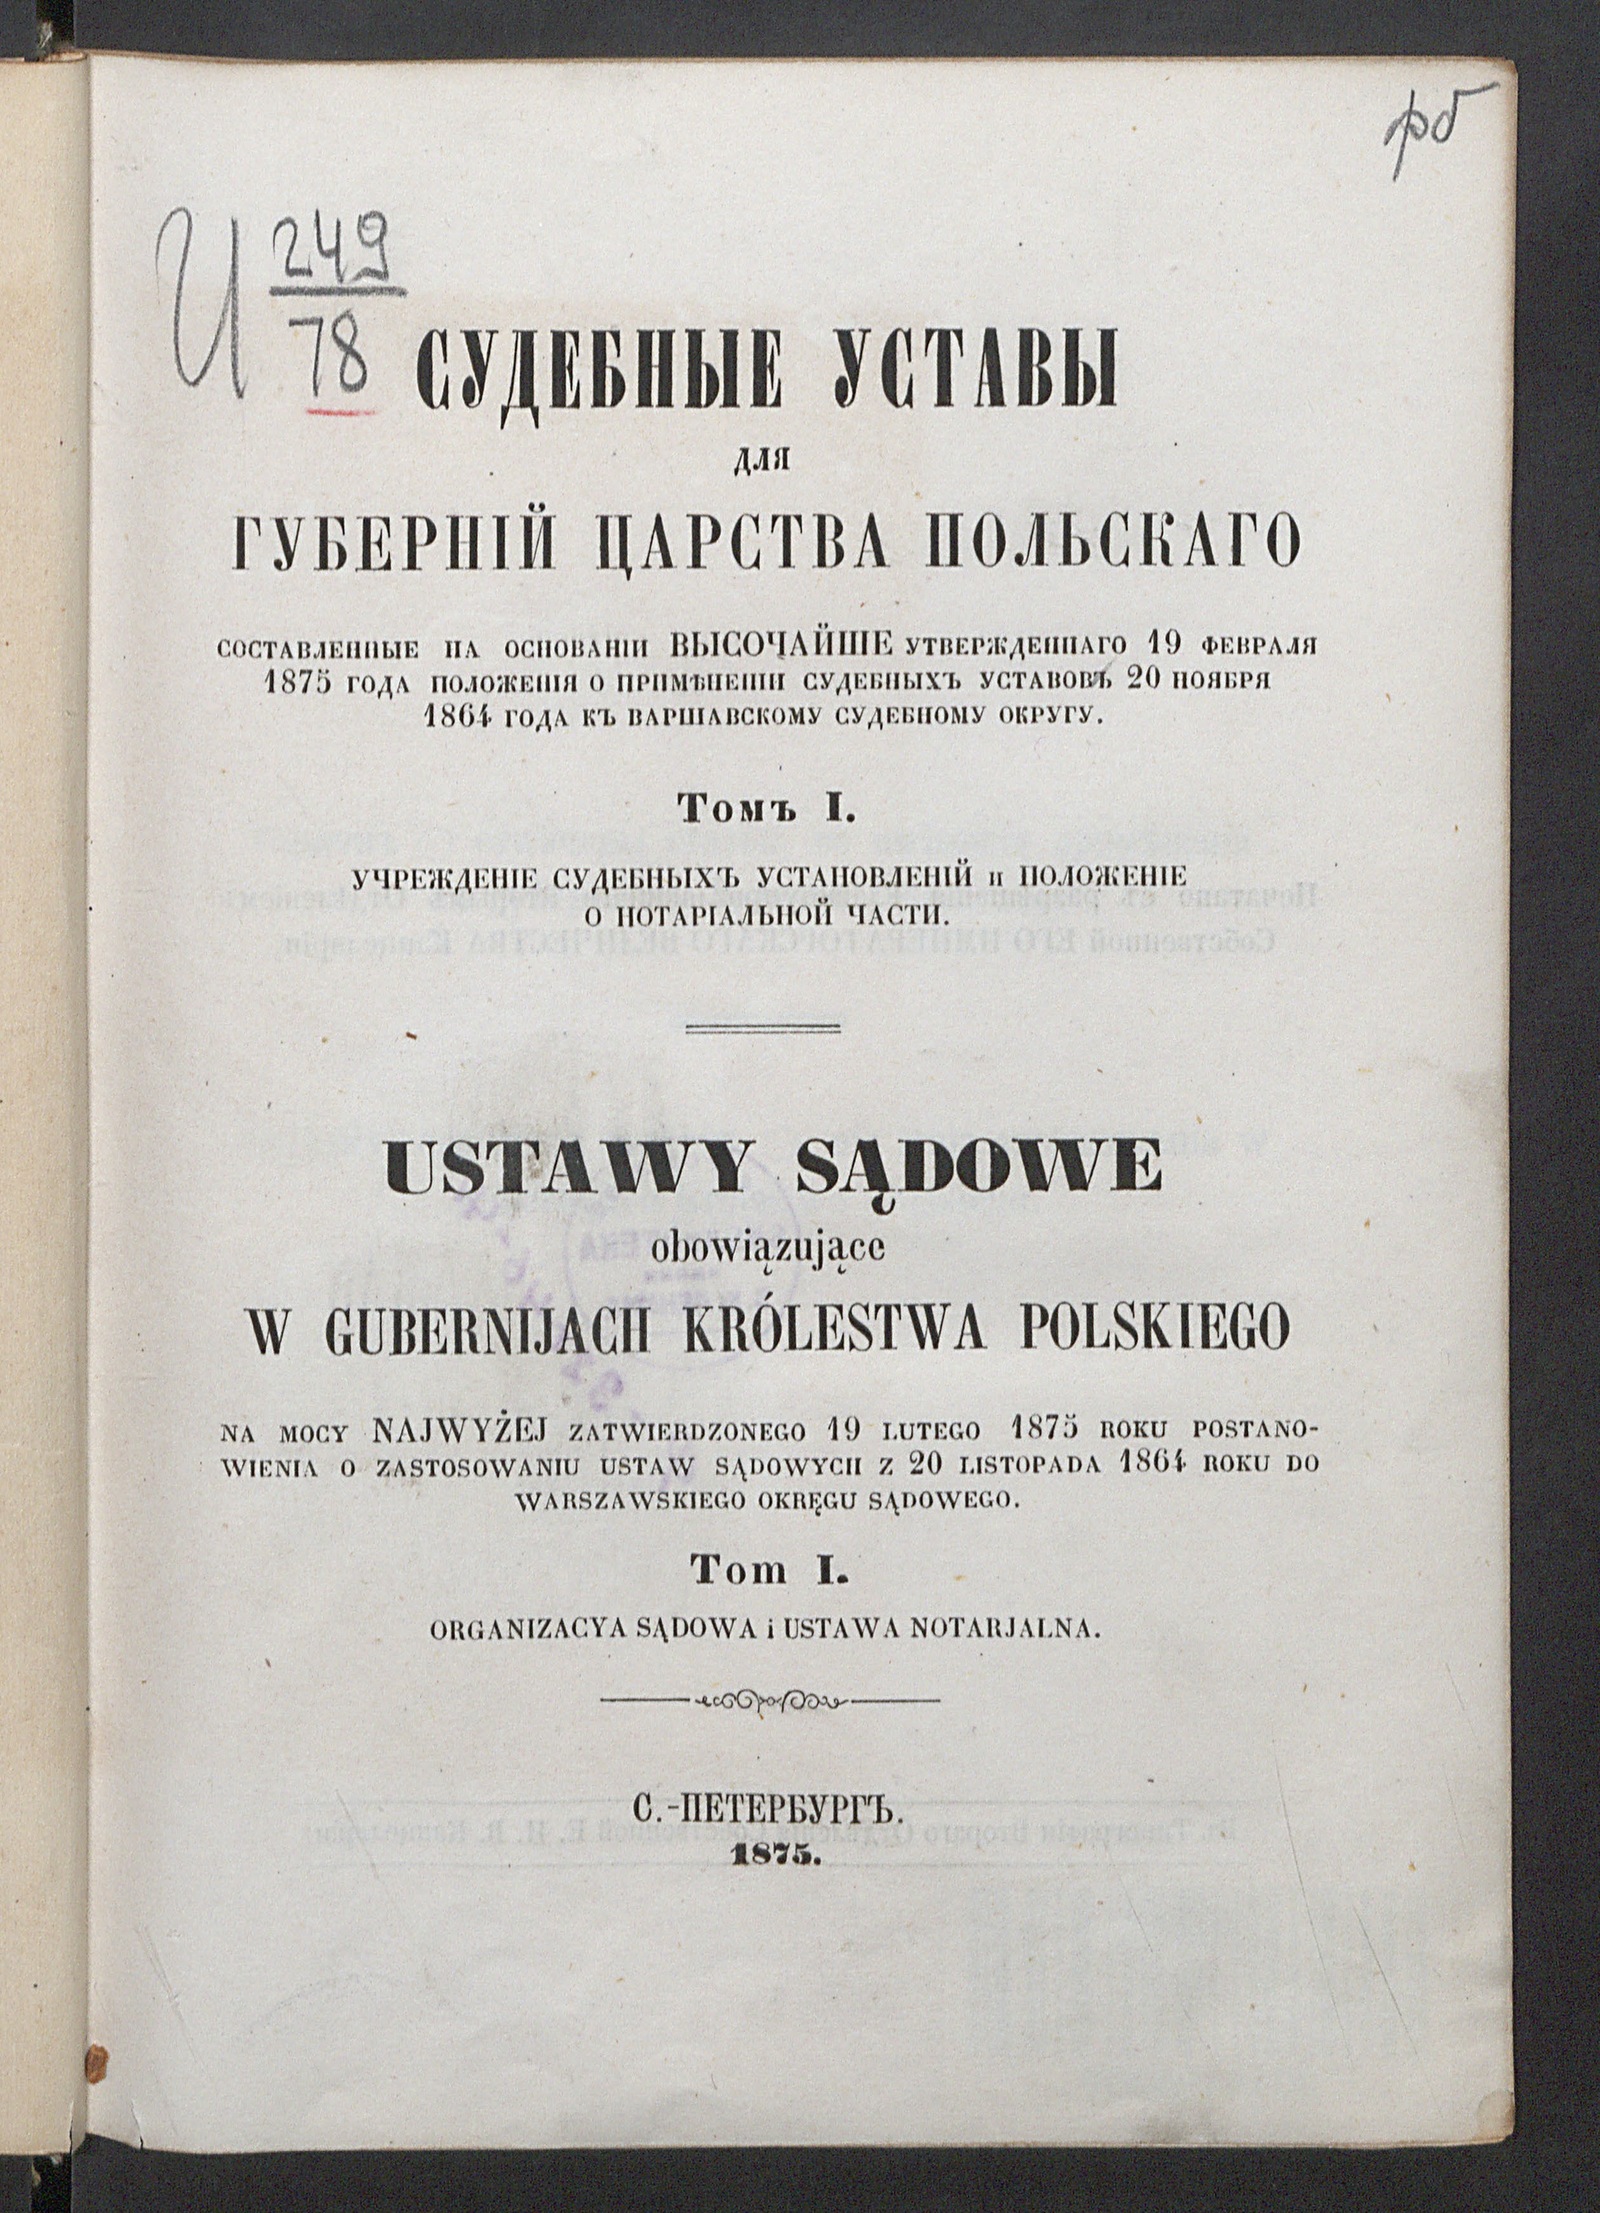 рб
И 249
78
СУДЕБНЫЕ УСТАВЫ
для
ГУБЕРНІЙ ЦАРСТВА ПОЛЬСКАГО
СОСТАВЛЕННЫЕ НА ОСНОВАНІИ ВЫСОЧАЙШЕ УТВЕРЖДЕННАГО 19 ФЕВРАЛЯ
1875 ГОДА ПОЛОЖЕНІЯ О ПРИМѢНЕНІИ СУДЕБНЫХЪ УСТАВОВЪ 20 НОЯБРЯ
1864 ГОДА КЪ ВАРШАВСКОМУ СУДЕБНОМУ ОКРУГУ.
Томъ I.
УЧРЕЖДЕНІЕ СУДЕБНЫХЪ УСТАНОВЛЕНІЙ и ПОЛОЖЕНІЕ
О НОТАРІАЛЬНОЙ ЧАСТИ.
USTAWY SĄDOWE
obowiązujące
W GUBERNIJACH KRÓLESTWA POLSKIEGO
NA MOCY NAJWYŻEJ ZATWIERDZONEGO 19 LUTEGO 1875 ROKU POSTANO-
WIENIA O ZASTOSOWANIU USTAW SĄDOWYCH Z 20 LISTOPADA 1864 ROKU DO
WARSZAWSKIEGO OKRĘGU SĄDOWEGO.
Tom I.
ORGANIZACYA SĄDOWA i USTAWA NOTARJALNA.
С.-ПЕТЕРБУРГЪ.
1875.